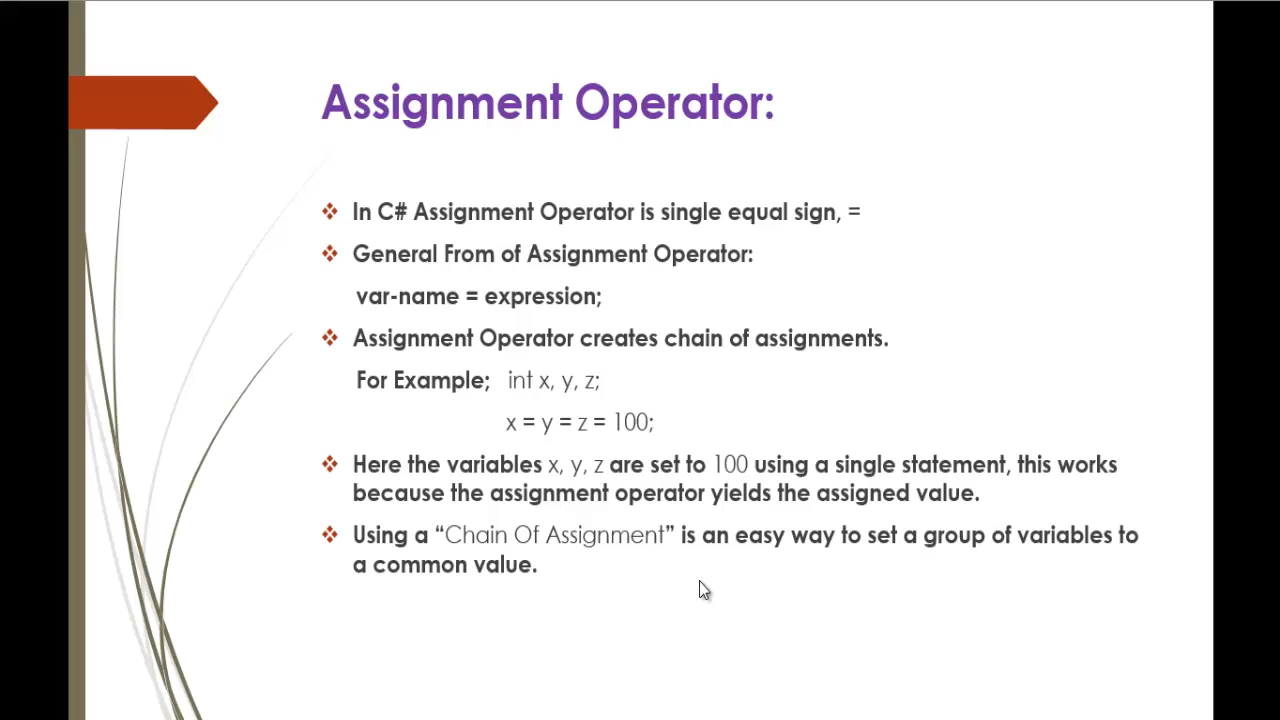 Assignment Operator:
In C# Assignment Operator is single equal sign, =
General From of Assignment Operator:
var-name = expression;
Assignment Operator creates chain of assignments.
For Example; int x, y, z;
x = y = z = 100;
Here the variables x, y, z are set to 100 using a single statement, this works
because the assignment operator yields the assigned value.
Using a “Chain Of Assignment” is an easy way to set a group of variables to
a common value.